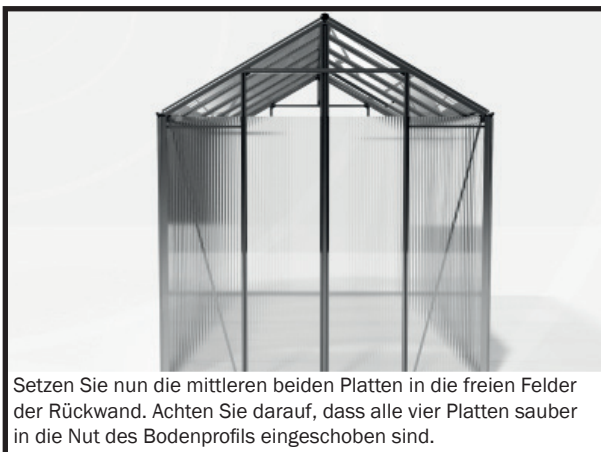 Setzen Sie nun die mittleren beiden Platten in die freien Felder
der Rückwand. Achten Sie darauf, dass alle vier Platten sauber
in die Nut des Bodenprofils eingeschoben sind.